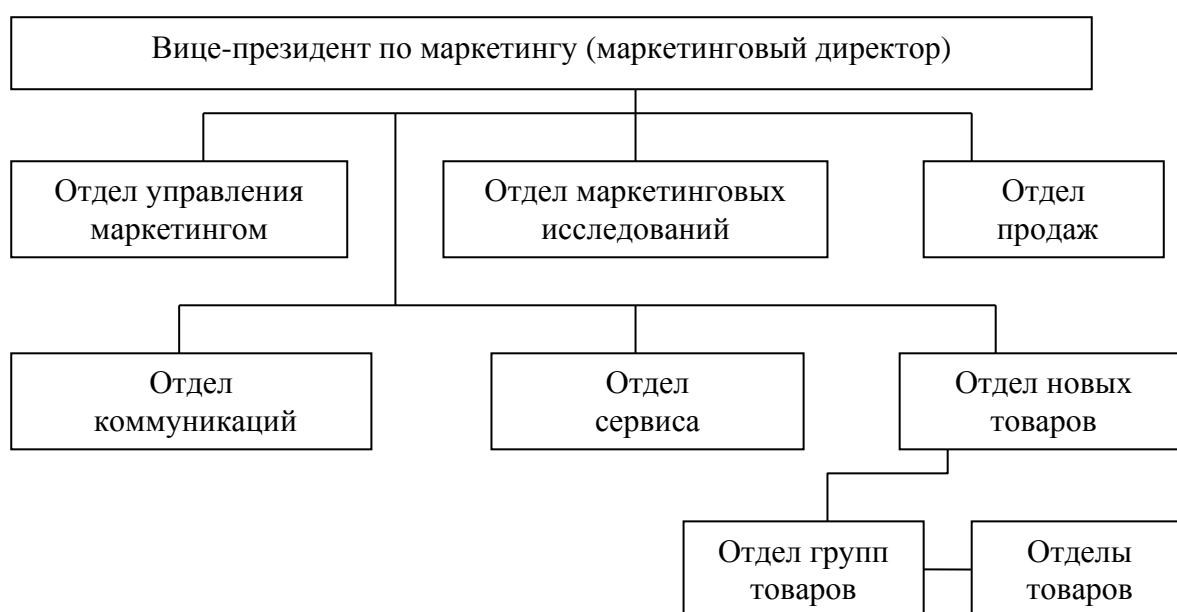 Вице-президент по маркетингу (маркетинговый директор)
Отдел управления
маркетингом
Отдел маркетинговых
исследований
Отдел
продаж
Отдел
коммуникаций
Отдел
сервиса
Отдел новых
товаров
Отдел групп
товаров
Отделы
товаров